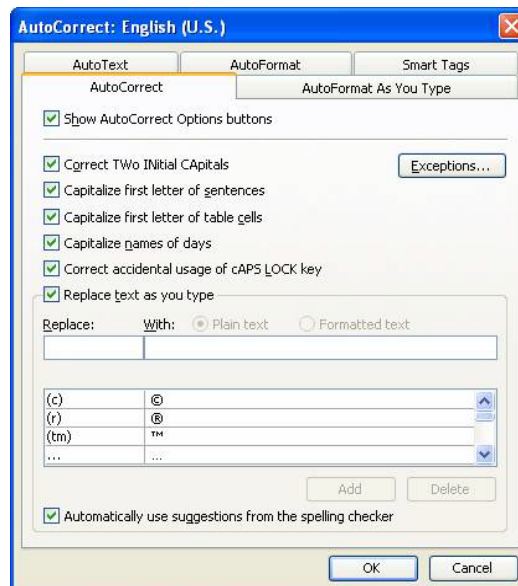 AutoCorrect: English (U.S.)
AutoText AutoFormat Smart Tags
AutoCorrect AutoFormat As You Type
Show AutoCorrect Options buttons
Correct TWo INitial CApitals Exceptions...
Capitalize first letter of sentences
Capitalize first letter of table cells
Capitalize names of days
Correct accidental usage of cAPS LOCK key
Replace text as you type
Replace: With: Plain text Formatted text
(c) ©
(r) ®
(tm) ™
... …
Add Delete
Automatically use suggestions from the spelling checker
OK Cancel